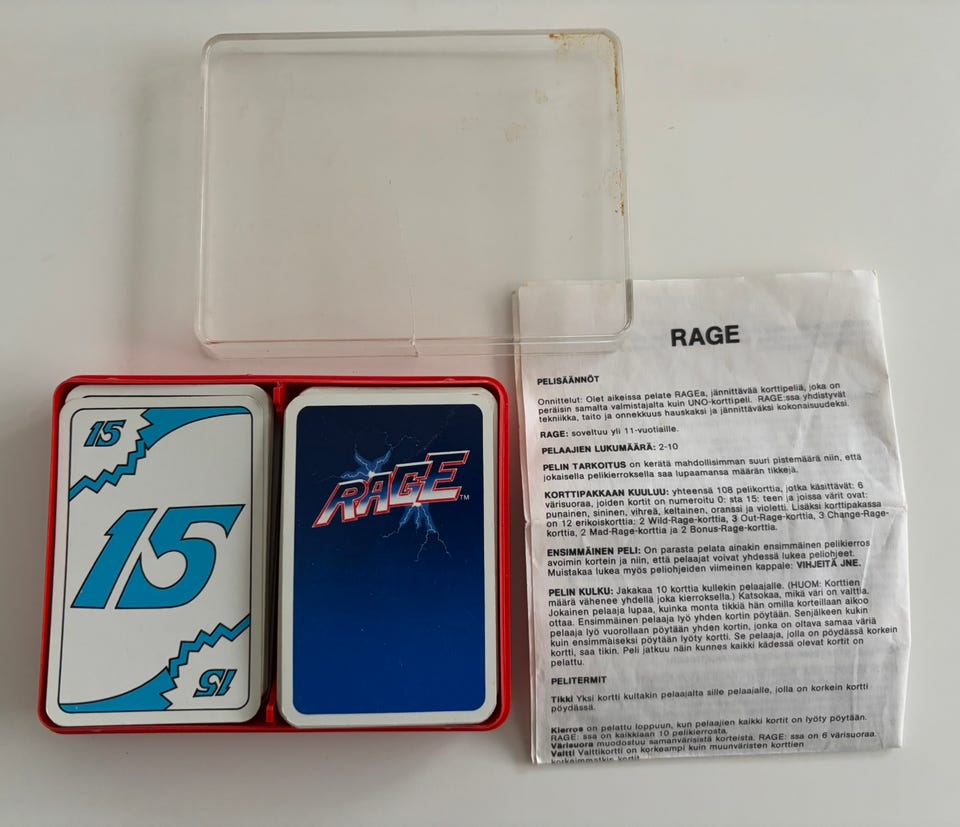 15
15
15
RAGE™
RAGE
PELISÄÄNNÖT
Onnittelut: Olet aikeissa pelate RAGEa, jännittävää korttipeliä, joka on
peräisin samalta valmistajalta kuin UNO-korttipeli. RAGE:ssa yhdistyvät
tekniikka, taito ja onnekkuus hauskaksi ja jännittäväksi kokonaisuudeksi.
RAGE: soveltuu yli 11-vuotiaille.
PELAAJIEN LUKUMÄÄRÄ: 2-10
PELIN TARKOITUS on kerätä mahdollisimman suuri pistemäärä niin, että
jokaisella pelikierroksella saa lupaamansa määrän tikkejä.
KORTTIPAKKAAN KUULUU: yhteensä 108 pelikorttia, jotka käsittävät: 6
varisuoraa, joiden kortit on numeroitu 0: sta 15: teen ja joissa värit ovat:
punainen, sininen, vihreä, keltainen, oranssi ja violetti. Lisäksi korttipakassa
on 12 erikoiskorttia: 2 Wild-Rage-korttia, 3 Out-Rage-korttia, 3 Change-Rage-
korttia, 2 Mad-Rage-korttia ja 2 Bonus-Rage-korttia.
ENSIMMÄINEN PELI: On parasta pelata ainakin ensimmäinen pelikierros
avoimin kortein ja niin, että pelaajat voivat yhdessä lukea peliohjeet.
Muistakaa lukea myös peliohjeiden viimeinen kappale: VIHJEITÄ JNE.
PELIN KULKU: Jakakaa 10 korttia kullekin pelaajalle. (HUOM: Korttien
määrä vähenee yhdellä joka kierroksella.) Katsokaa, mikä väri on valttia.
Jokainen pelaaja lupaa, kuinka monta tikkiä hän omilla korteillaan aikoo
ottaa. Ensimmäinen pelaaja lyö yhden kortin pöytään. Senjälkeen kukin
pelaaja lyö vuorollaan pöytään yhden kortin, jonka on oltava samaa väriä
kuin ensimmäiseksi pöytään lyöty kortti. Se pelaaja, jolla on pöydässä korkein
kortti, saa tikin. Peli jatkuu näin kunnes kaikki kädessä olevat kortit on
pelattu.
PELITERMIT
Tikki Yksi kortti kultakin pelaajalta sille pelaajalle, jolla on korkein kortti
pöydässä.
Kierros on pelattu loppuun, kun pelaajien kaikki kortit on lyöty pöytään.
RAGE: ssa on kaikkiaan 10 pelikierrosta.
Värisuora muodostuu samanvärisistä korteista. RAGE: ssa on 6 värisuoraa.
Valtti Valttikortti on korkeampi kuin muunväristen korttien